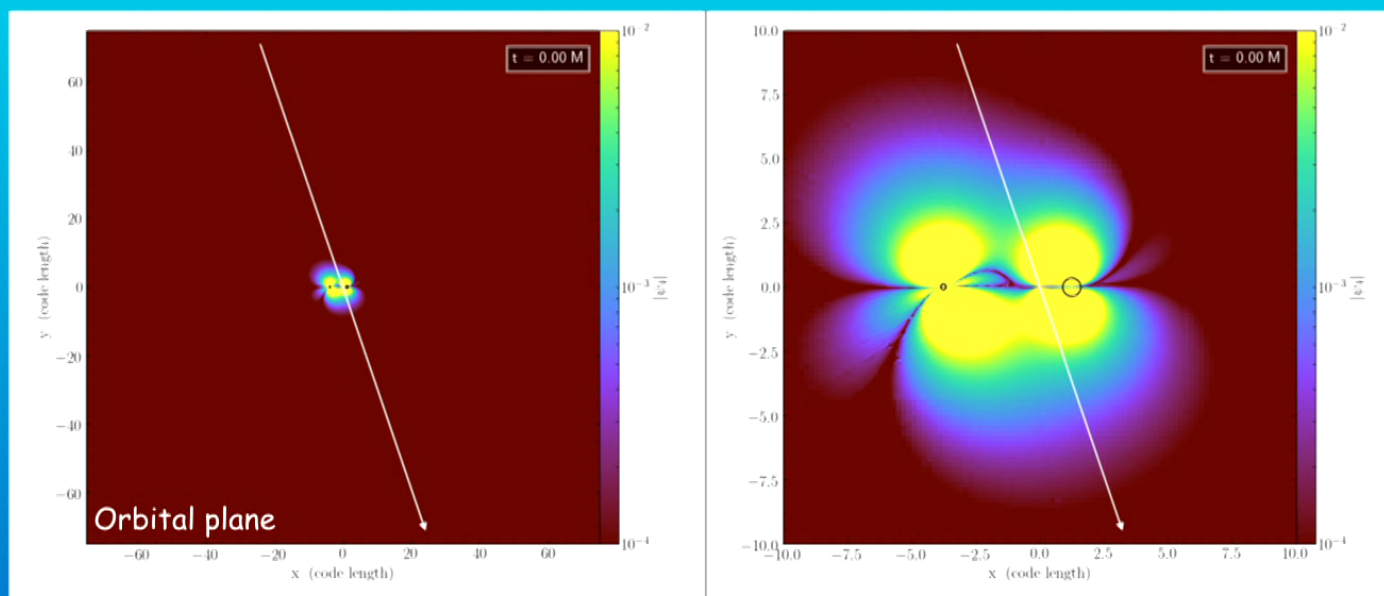 10⁻²
t = 0.00 M
60
40
20
0
−20
−40
−60
y (code length)
10⁻³
|ψ₄|
10⁻⁴
Orbital plane
−60 −40 −20 0 20 40 60
x (code length)
10.0
7.5
5.0
2.5
0.0
−2.5
−5.0
−7.5
−10.0
y (code length)
t = 0.00 M
10⁻²
10⁻³
|ψ₄|
10⁻⁴
−10.0 −7.5 −5.0 −2.5 0.0 2.5 5.0 7.5 10.0
x (code length)